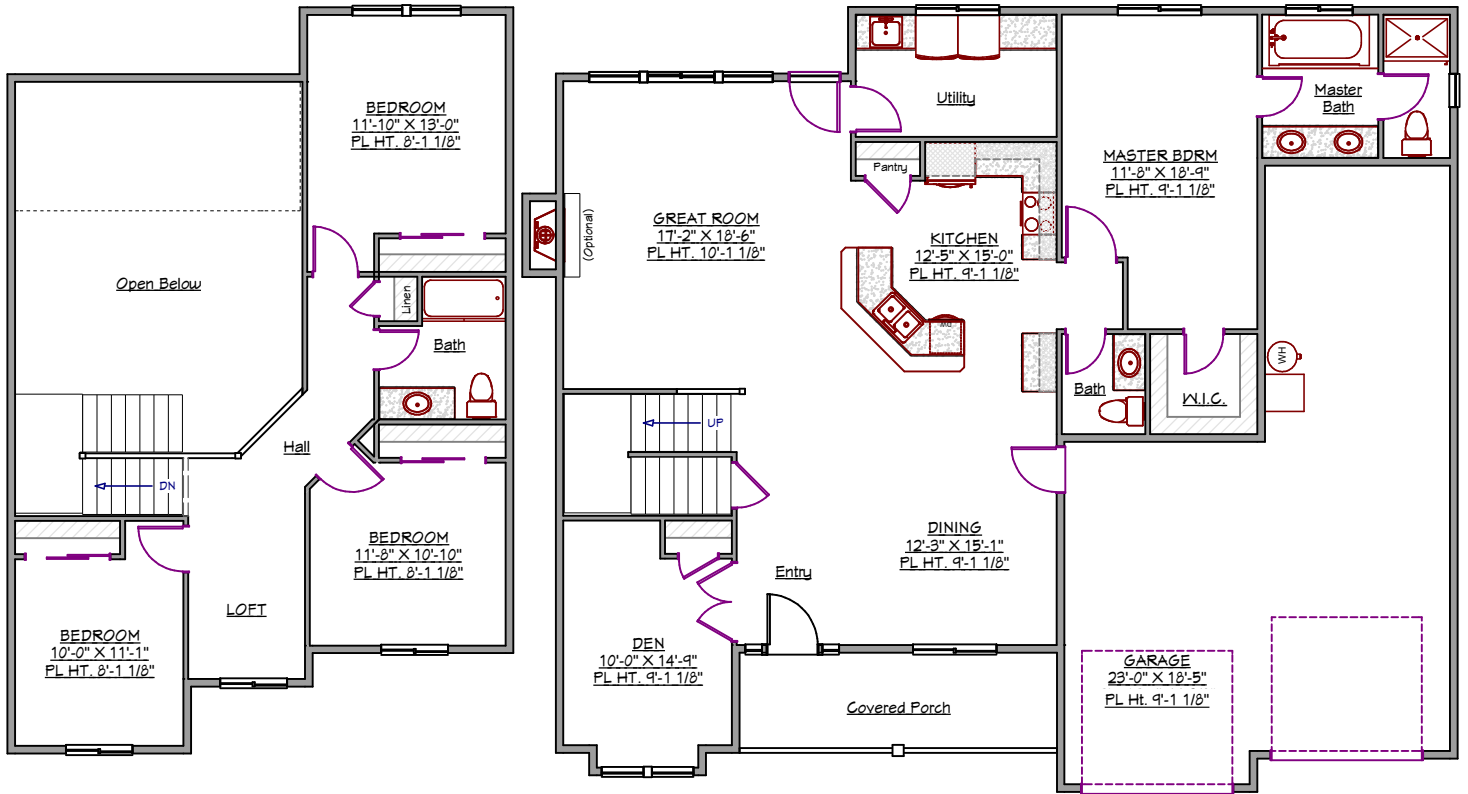 BEDROOM
11'-10" X 13'-0"
PL HT. 8'-1 1/8"
Open Below
Linen
Bath
Hall
DN
BEDROOM
11'-8" X 10'-10"
PL HT. 8'-1 1/8"
LOFT
BEDROOM
10'-0" X 11'-1"
PL HT. 8'-1 1/8"
Utility
Master
Bath
Pantry
MASTER BDRM
11'-8" X 18'-9"
PL HT. 9'-1 1/8"
GREAT ROOM
17'-2" X 18'-6"
PL HT. 10'-1 1/8"
(Optional)
KITCHEN
12'-5" X 15'-0"
PL HT. 9'-1 1/8"
DW
WH
Bath
W.I.C.
UP
DINING
12'-3" X 15'-1"
PL HT. 9'-1 1/8"
Entry
DEN
10'-0" X 14'-9"
PL HT. 9'-1 1/8"
GARAGE
23'-0" X 18'-5"
PL Ht. 9'-1 1/8"
Covered Porch